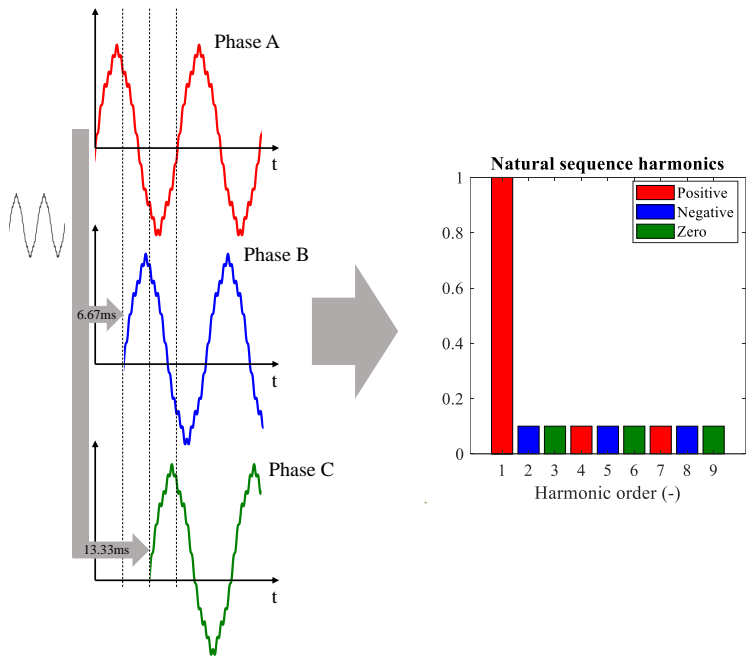 Phase A
t
Phase B
6.67ms
t
Phase C
13.33ms
t
Natural sequence harmonics
1
0.8
0.6
0.4
0.2
0
Positive
Negative
Zero
1 2 3 4 5 6 7 8 9
Harmonic order (-)